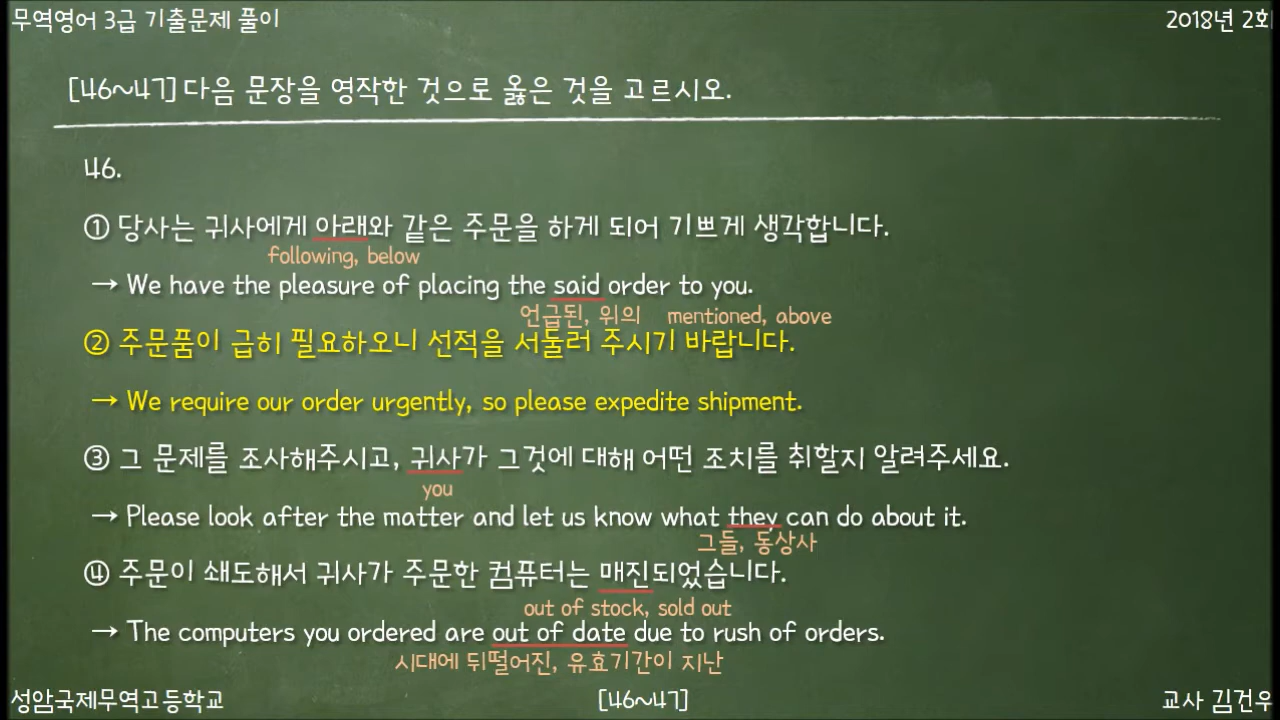 무역영어 3급 기출문제 풀이
2018년 2회
[46~47] 다음 문장을 영작한 것으로 옳은 것을 고르시오.
46.
① 당사는 귀사에게 아래와 같은 주문을 하게 되어 기쁘게 생각합니다.
following, below
→ We have the pleasure of placing the said order to you.
언급된, 위의 mentioned, above
② 주문품이 급히 필요하오니 선적을 서둘러 주시기 바랍니다.
→ We require our order urgently, so please expedite shipment.
③ 그 문제를 조사해주시고, 귀사가 그것에 대해 어떤 조치를 취할지 알려주세요.
you
→ Please look after the matter and let us know what they can do about it.
그들, 동상사
④ 주문이 쇄도해서 귀사가 주문한 컴퓨터는 매진되었습니다.
out of stock, sold out
→ The computers you ordered are out of date due to rush of orders.
시대에 뒤떨어진, 유효기간이 지난
성암국제무역고등학교
[46~47]
교사 김건우